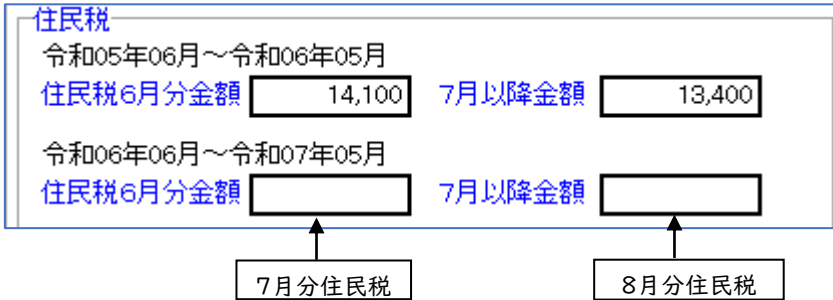 住民税
令和05年06月～令和06年05月
住民税6月分金額 14,100 7月以降金額 13,400
令和06年06月～令和07年05月
住民税6月分金額 7月以降金額
7月分住民税 8月分住民税